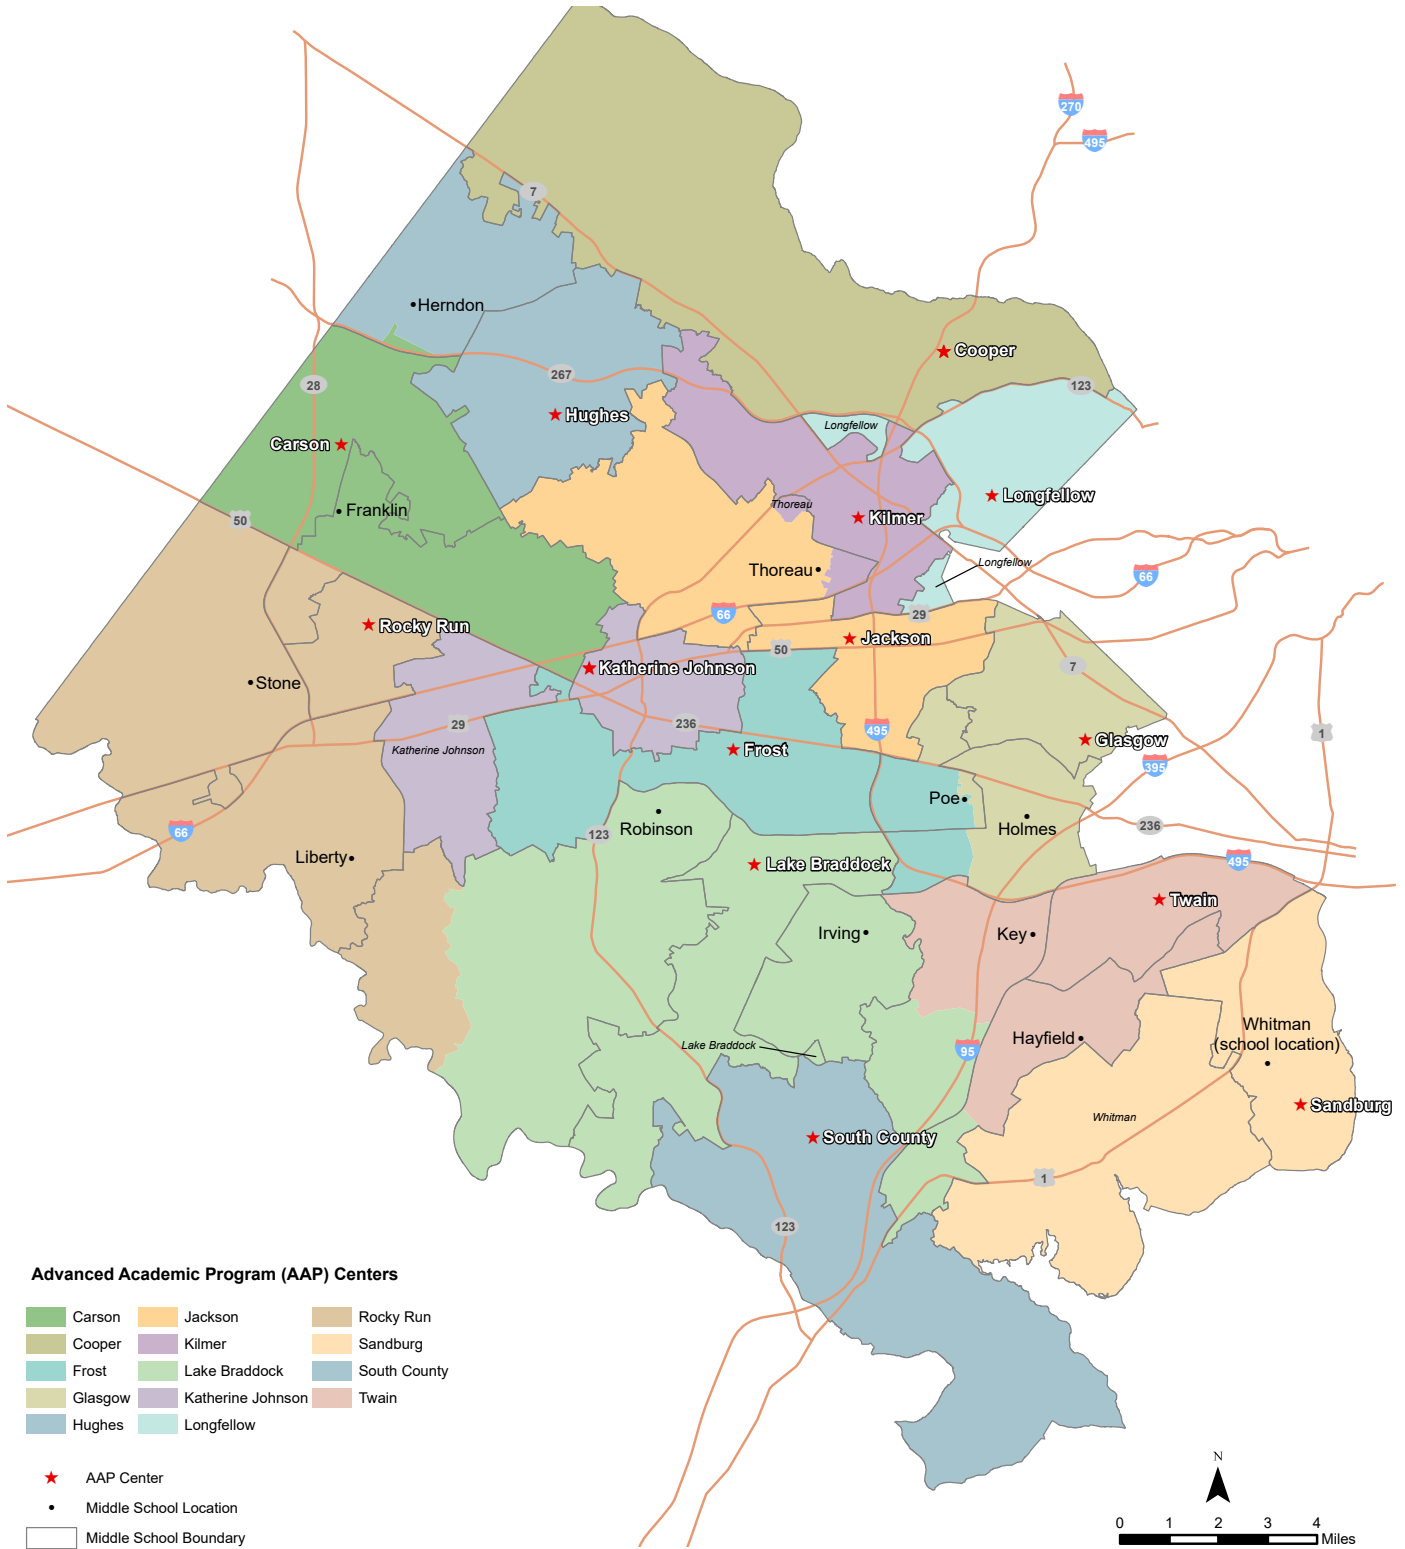 270
495
7
Herndon
Cooper
267
28
123
Hughes
Longfellow
Carson
Longfellow
Thoreau
Franklin
Kilmer
50
Longfellow
Thoreau
66
66
29
Rocky Run
Jackson
50
Katherine Johnson
7
Stone
29
236
495
1
Katherine Johnson
Frost
Glasgow
395
Poe
Holmes
236
Robinson
66
123
Liberty
Lake Braddock
495
Twain
Irving
Key
Whitman
(school location)
Hayfield
Lake Braddock
95
Sandburg
Whitman
South County
1
123
Advanced Academic Program (AAP) Centers
Carson
Jackson
Rocky Run
Cooper
Kilmer
Sandburg
Frost
Lake Braddock
South County
Glasgow
Katherine Johnson
Twain
Hughes
Longfellow
AAP Center
Middle School Location
Middle School Boundary
N
0 1 2 3 4
Miles